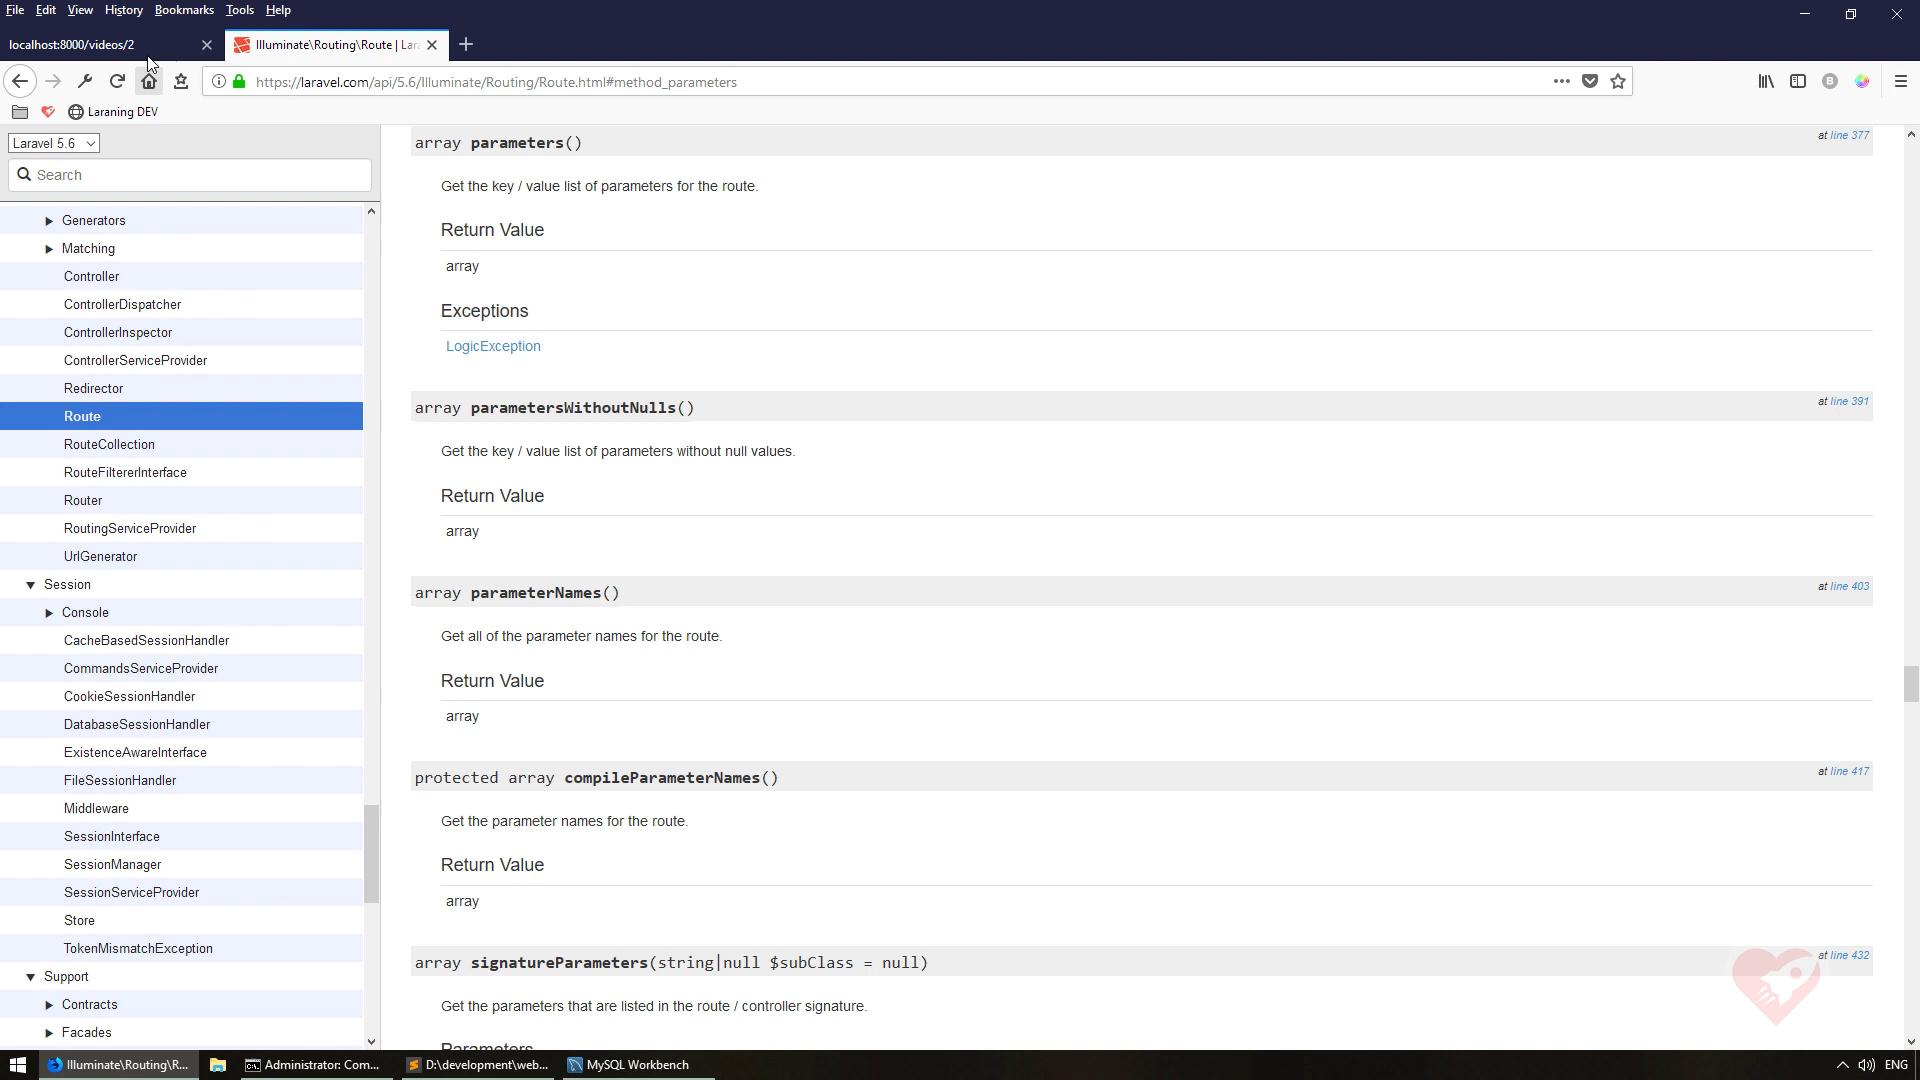 File Edit View History Bookmarks Tools Help
localhost:8000/videos/2
Illuminate\Routing\Route | Lara
https://laravel.com/api/5.6/Illuminate/Routing/Route.html#method_parameters
Laraning DEV
Laravel 5.6
Search
Generators
Matching
Controller
ControllerDispatcher
ControllerInspector
ControllerServiceProvider
Redirector
Route
RouteCollection
RouteFiltererInterface
Router
RoutingServiceProvider
UrlGenerator
Session
Console
CacheBasedSessionHandler
CommandsServiceProvider
CookieSessionHandler
DatabaseSessionHandler
ExistenceAwareInterface
FileSessionHandler
Middleware
SessionInterface
SessionManager
SessionServiceProvider
Store
TokenMismatchException
Support
Contracts
Facades
array parameters() at line 377
Get the key / value list of parameters for the route.
Return Value
array
Exceptions
LogicException
array parametersWithoutNulls() at line 391
Get the key / value list of parameters without null values.
Return Value
array
array parameterNames() at line 403
Get all of the parameter names for the route.
Return Value
array
protected array compileParameterNames() at line 417
Get the parameter names for the route.
Return Value
array
array signatureParameters(string|null $subClass = null) at line 432
Get the parameters that are listed in the route / controller signature.
Parameters
Illuminate\Routing\R... Administrator: Com... D:\development\web... MySQL Workbench ENG